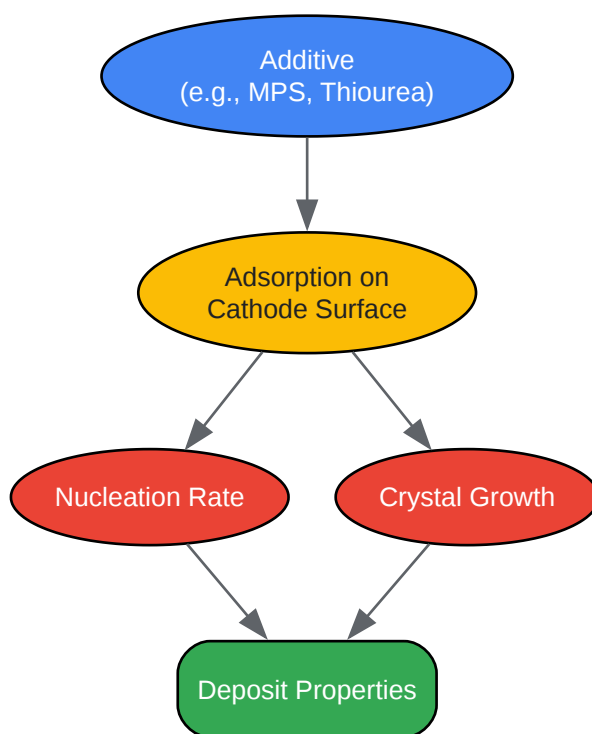 Additive
(e.g., MPS, Thiourea)
Adsorption on
Cathode Surface
Nucleation Rate
Crystal Growth
Deposit Properties